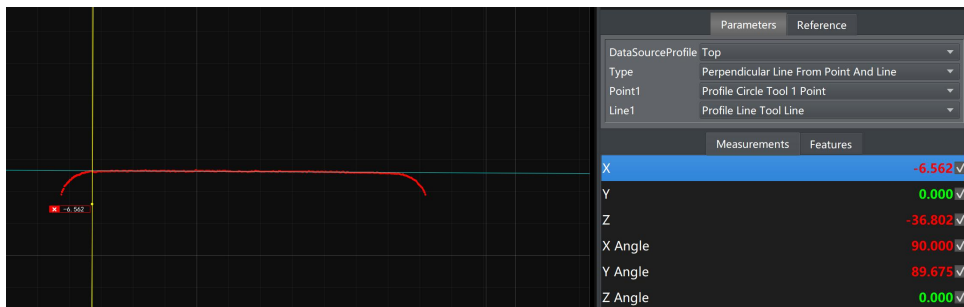 Parameters Reference
DataSourceProfile Top
Type Perpendicular Line From Point And Line
Point1 Profile Circle Tool 1 Point
Line1 Profile Line Tool Line
Measurements Features
X -6.562
Y 0.000
Z -36.802
X Angle 90.000
Y Angle 89.675
Z Angle 0.000
X -6.562